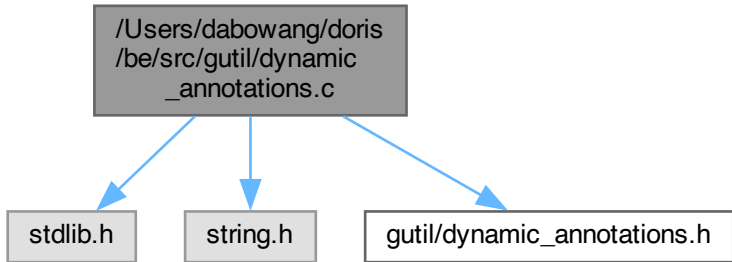 /Users/dabowang/doris
/be/src/gutil/dynamic
_annotations.c
stdlib.h
string.h
gutil/dynamic_annotations.h